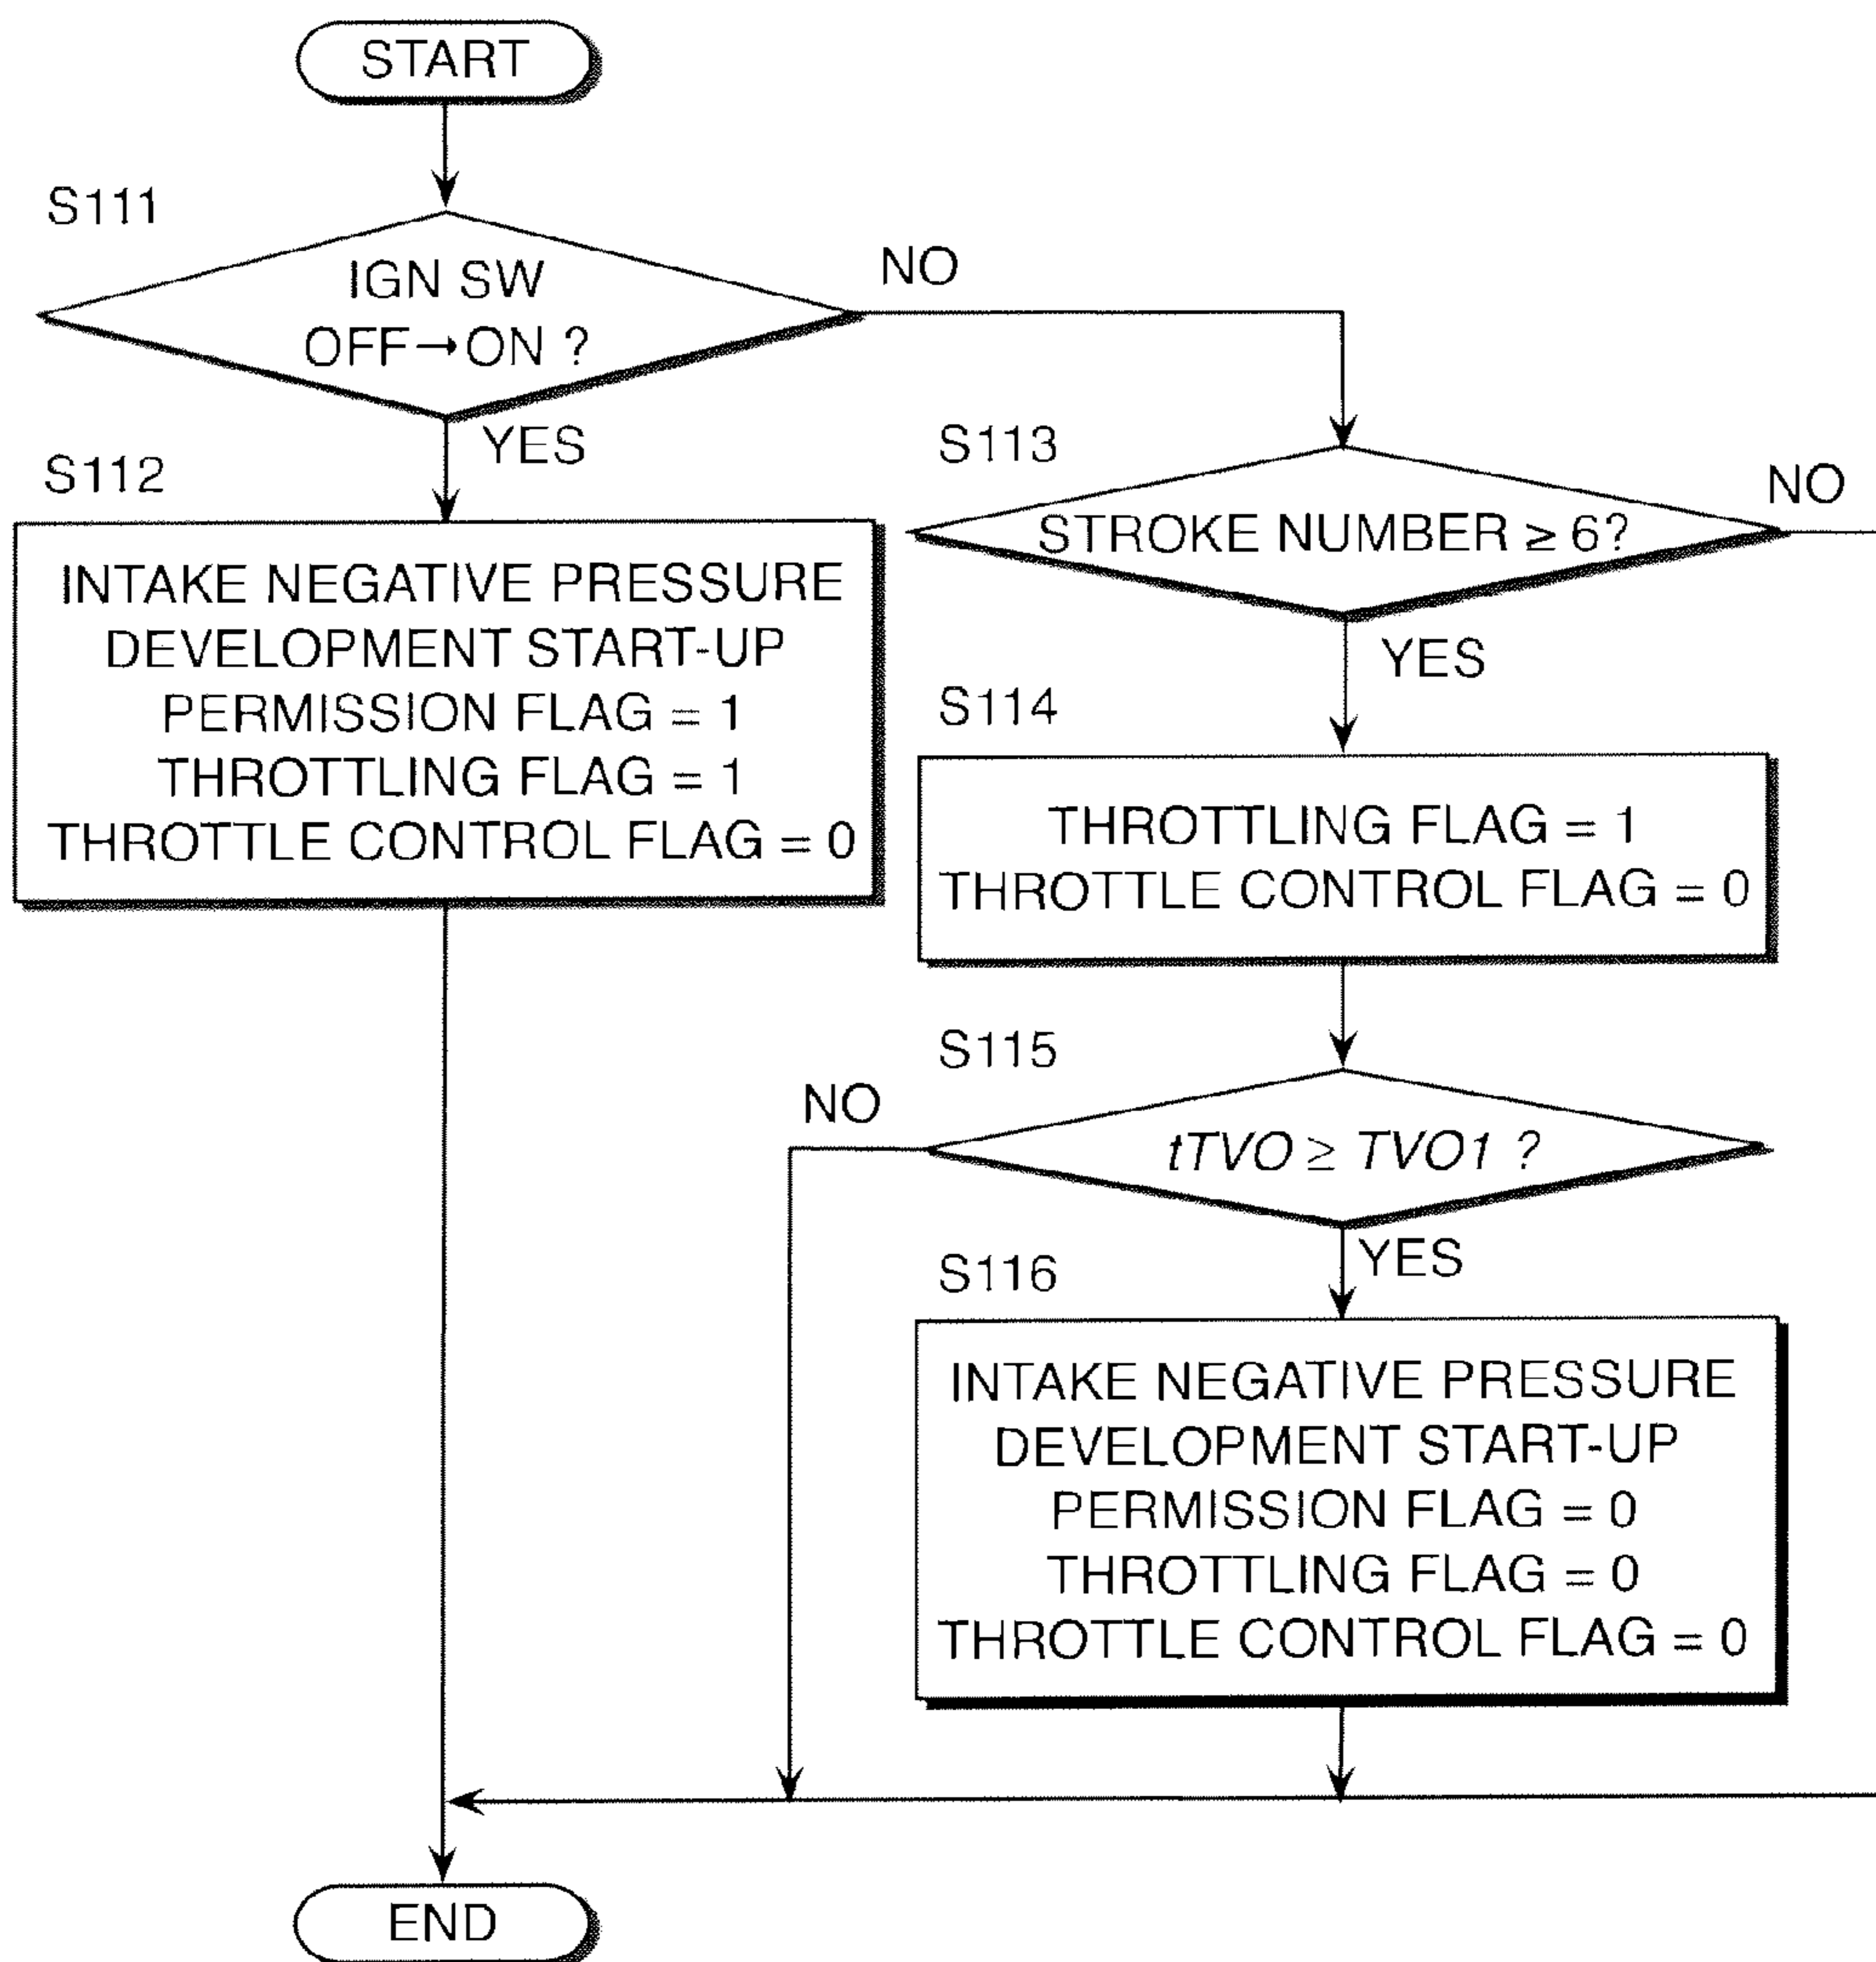 START
S111
IGN SW
OFF→ON ?
NO
YES
S112
INTAKE NEGATIVE PRESSURE
DEVELOPMENT START-UP
PERMISSION FLAG = 1
THROTTLING FLAG = 1
THROTTLE CONTROL FLAG = 0
S113
STROKE NUMBER ≥ 6?
NO
YES
S114
THROTTLING FLAG = 1
THROTTLE CONTROL FLAG = 0
S115
tTVO ≥ TVO1 ?
NO
YES
S116
INTAKE NEGATIVE PRESSURE
DEVELOPMENT START-UP
PERMISSION FLAG = 0
THROTTLING FLAG = 0
THROTTLE CONTROL FLAG = 0
END